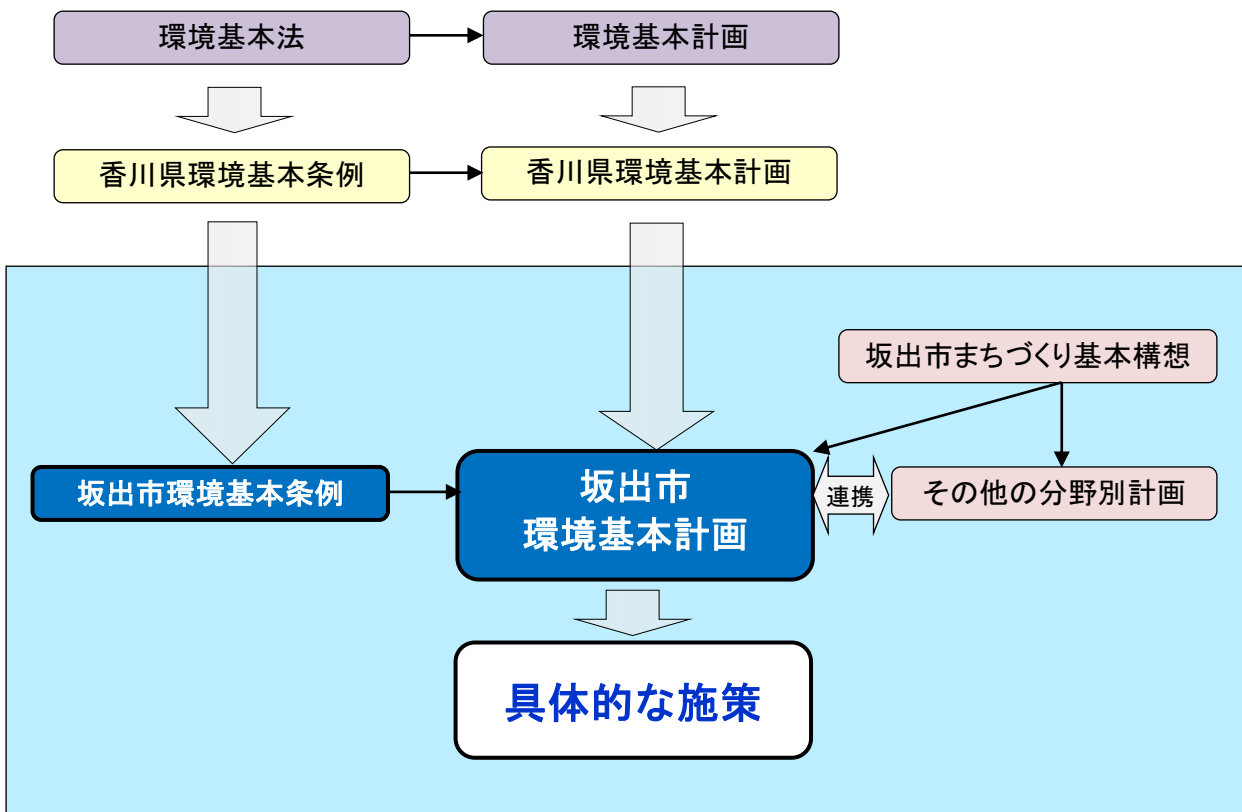 環境基本法
環境基本計画
香川県環境基本条例
香川県環境基本計画
坂出市まちづくり基本構想
坂出市環境基本条例
坂出市
環境基本計画
連携
その他の分野別計画
具体的な施策